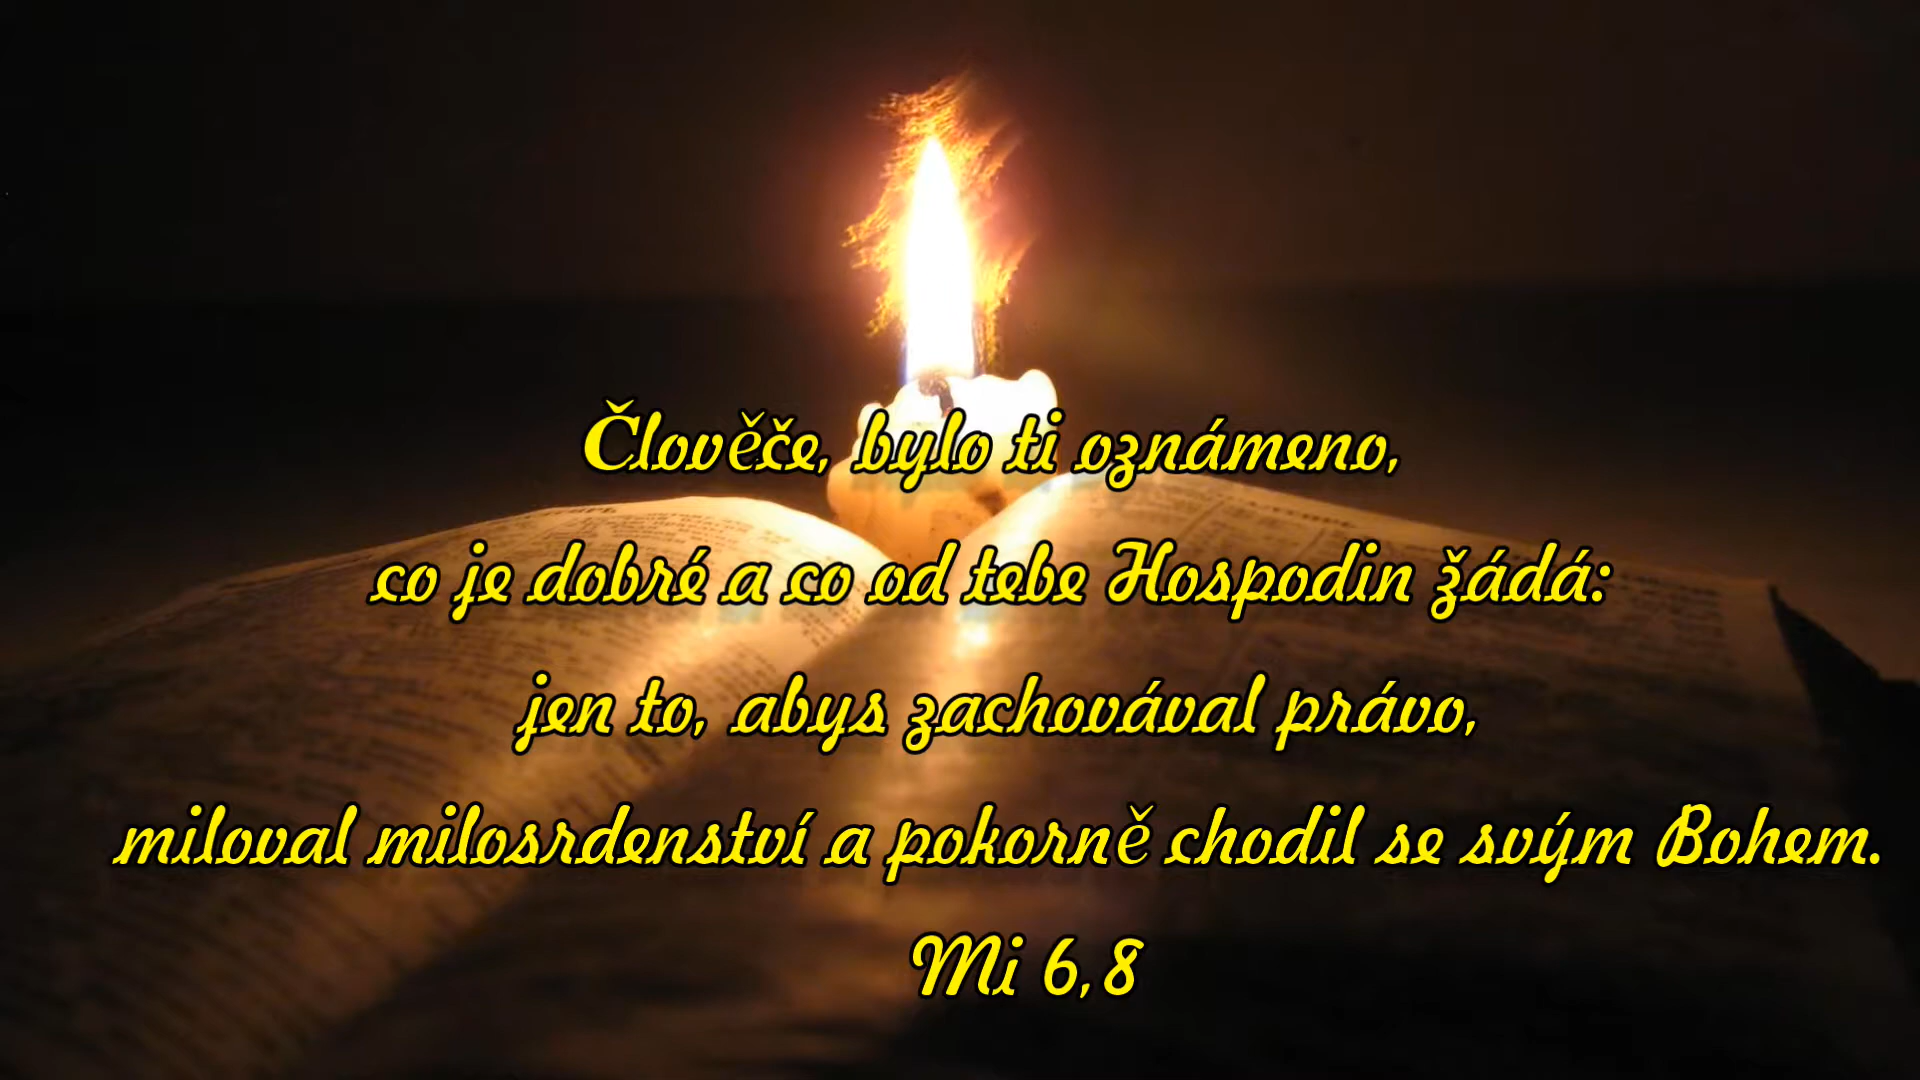 Člověče, bylo ti oznámeno,
co je dobré a co od tebe Hospodin žádá:
jen to, abys zachovával právo,
miloval milosrdenství a pokorně chodil se svým Bohem.
Mi 6,8